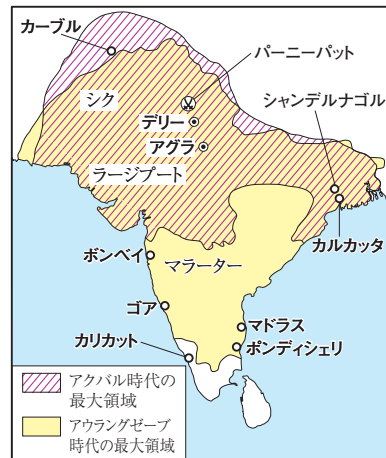 カーブル
パーニーパット
シク
シャンデルナゴル
デリー
アグラ
ラージプート
カルカッタ
ボンベイ
マラーター
ゴア
マドラス
カリカット
ポンディシェリ
アクバル時代の
最大領域
アウラングゼーブ
時代の最大領域